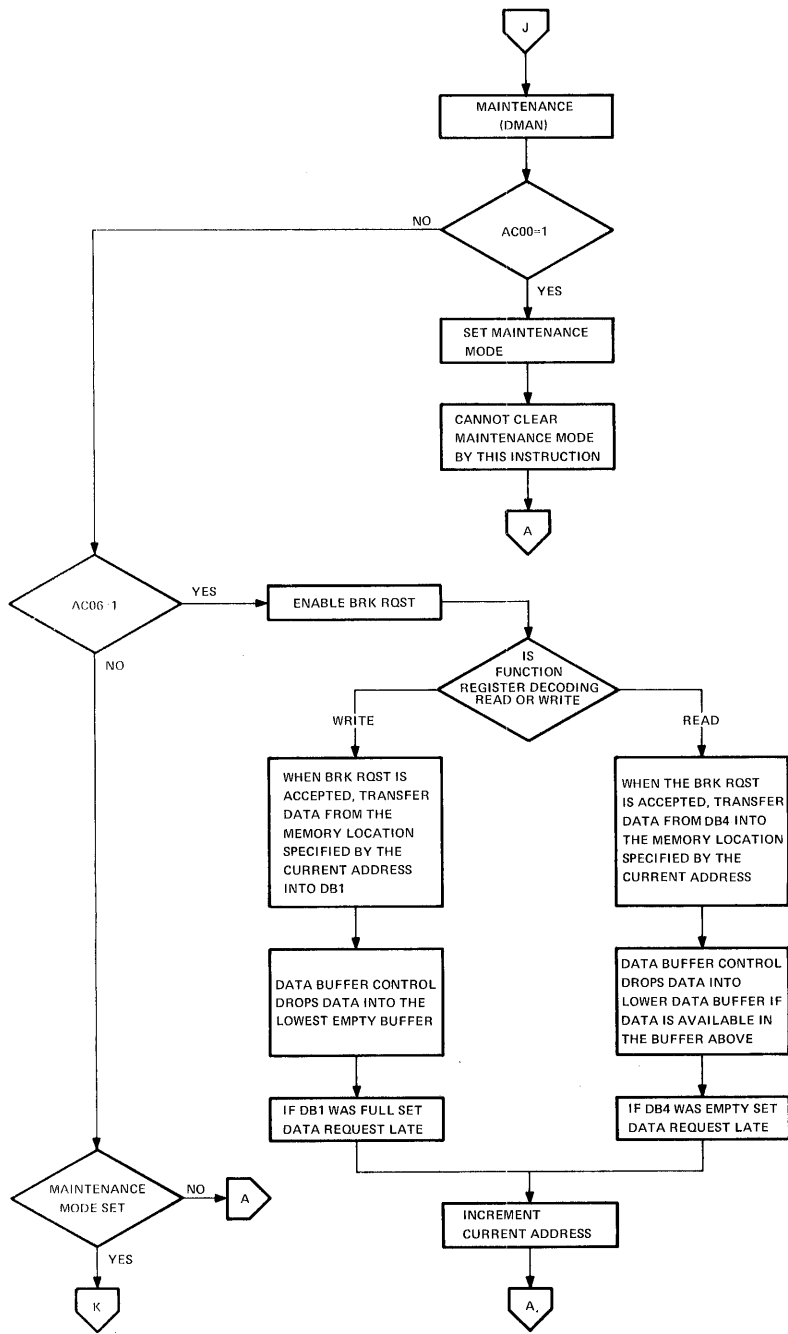 J
MAINTENANCE
(DMAN)
NO
AC00=1
YES
SET MAINTENANCE
MODE
CANNOT CLEAR
MAINTENANCE MODE
BY THIS INSTRUCTION
A
AC06=1
YES
ENABLE BRK RQST
NO
IS
FUNCTION
REGISTER DECODING
READ OR WRITE
WRITE
READ
WHEN BRK RQST IS
ACCEPTED, TRANSFER
DATA FROM THE
MEMORY LOCATION
SPECIFIED BY THE
CURRENT ADDRESS
INTO DB1
WHEN THE BRK RQST
IS ACCEPTED, TRANSFER
DATA FROM DB4 INTO
THE MEMORY LOCATION
SPECIFIED BY THE
CURRENT ADDRESS
DATA BUFFER CONTROL
DROPS DATA INTO THE
LOWEST EMPTY BUFFER
DATA BUFFER CONTROL
DROPS DATA INTO
LOWER DATA BUFFER IF
DATA IS AVAILABLE IN
THE BUFFER ABOVE
IF DB1 WAS FULL SET
DATA REQUEST LATE
IF DB4 WAS EMPTY SET
DATA REQUEST LATE
MAINTENANCE
MODE SET
NO
A
INCREMENT
CURRENT ADDRESS
YES
K
A